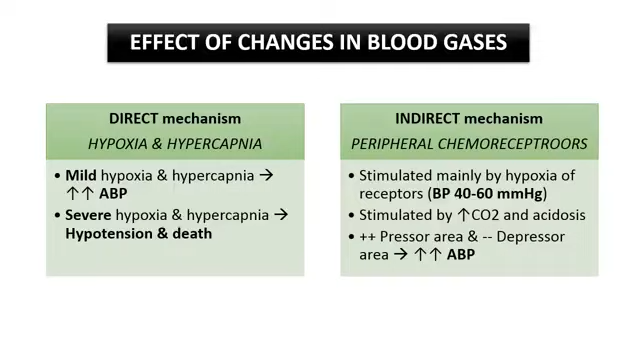 EFFECT OF CHANGES IN BLOOD GASES
DIRECT mechanism
HYPOXIA & HYPERCAPNIA
• Mild hypoxia & hypercapnia →
↑↑ ABP
• Severe hypoxia & hypercapnia →
Hypotension & death
INDIRECT mechanism
PERIPHERAL CHEMORECEPTROORS
• Stimulated mainly by hypoxia of
receptors (BP 40-60 mmHg)
• Stimulated by ↑CO2 and acidosis
• ++ Pressor area & -- Depressor
area → ↑↑ ABP